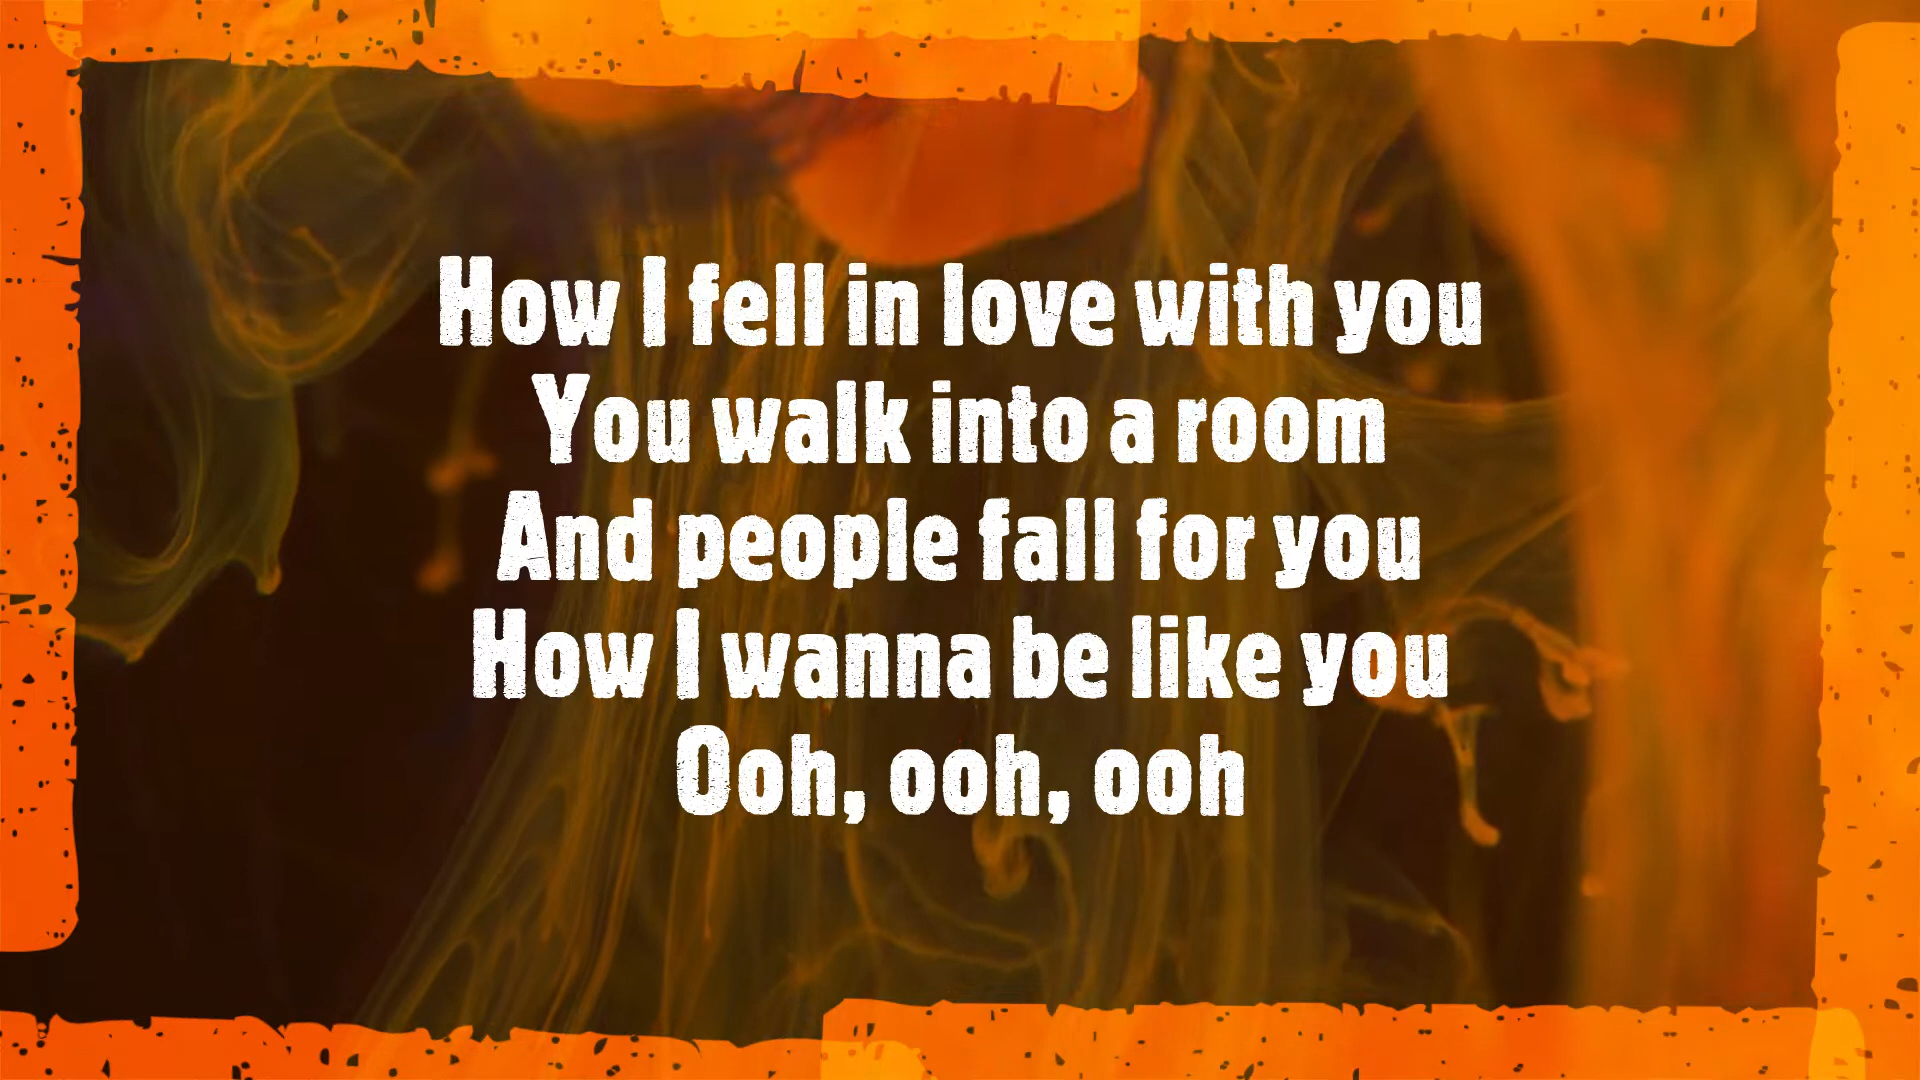 How I fell in love with you
You walk into a room
And people fall for you
How I wanna be like you
Ooh, ooh, ooh